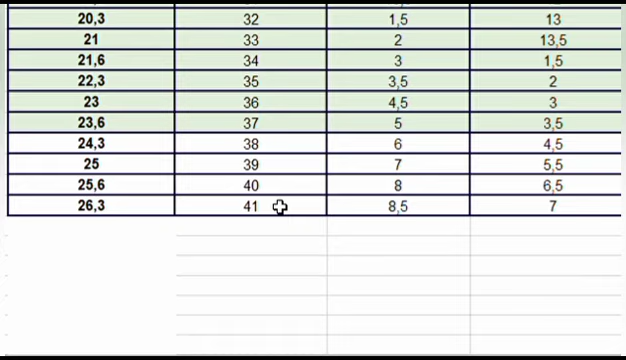 20,3 32 1,5 13
21 33 2 13,5
21,6 34 3 1,5
22,3 35 3,5 2
23 36 4,5 3
23,6 37 5 3,5
24,3 38 6 4,5
25 39 7 5,5
25,6 40 8 6,5
26,3 41 8,5 7